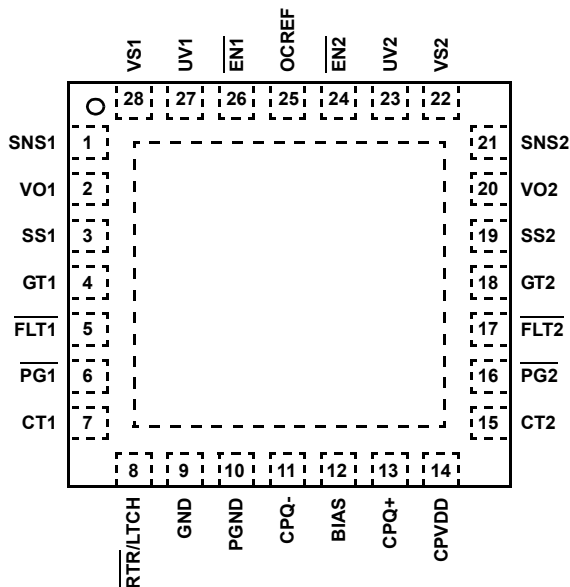 VS1
UV1
EN1
OCREF
EN2
UV2
VS2
28 27 26 25 24 23 22
SNS1 1 21 SNS2
VO1 2 20 VO2
SS1 3 19 SS2
GT1 4 18 GT2
FLT1 5 17 FLT2
PG1 6 16 PG2
CT1 7 15 CT2
8 9 10 11 12 13 14
RTR/LTCH
GND
PGND
CPQ-
BIAS
CPQ+
CPVDD